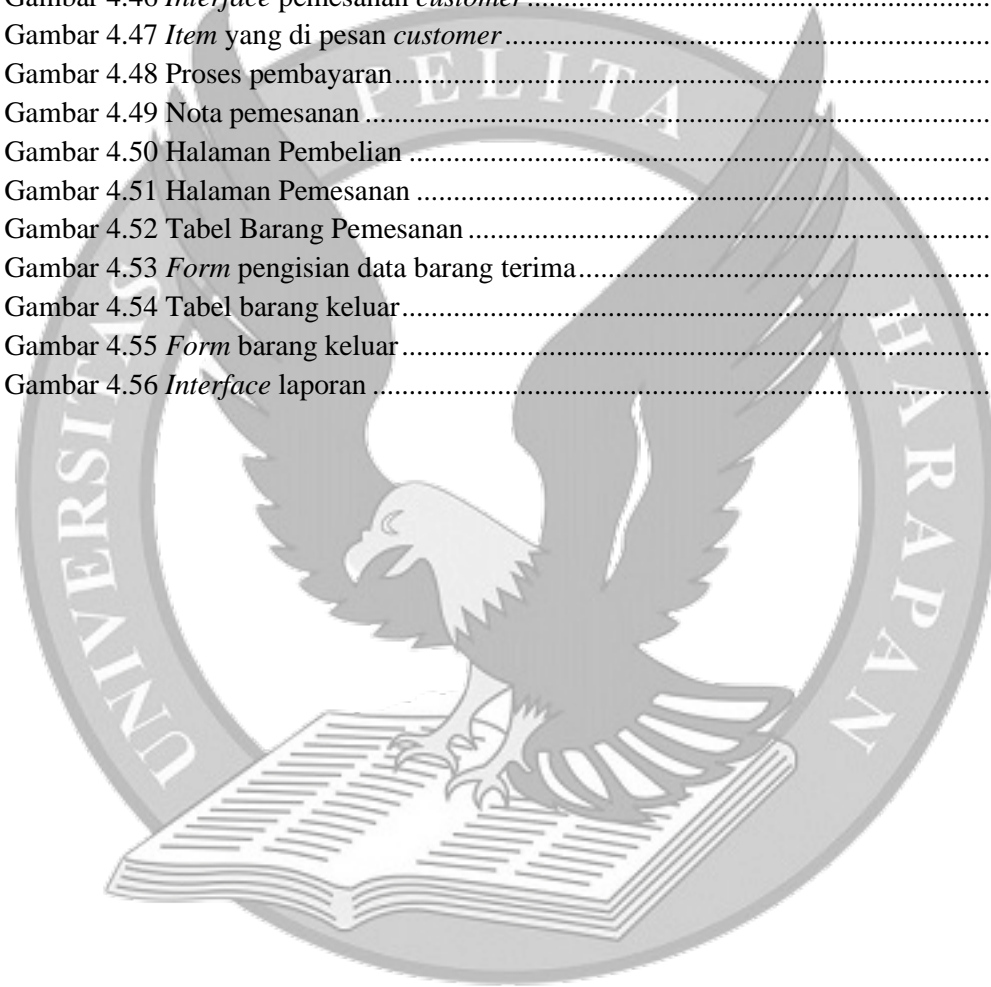 Gambar 4.46 Interface pemesanan customer....................................................................
Gambar 4.47 Item yang di pesan customer....................................................................
Gambar 4.48 Proses pembayaran....................................................................
Gambar 4.49 Nota pemesanan ....................................................................
Gambar 4.50 Halaman Pembelian ....................................................................
Gambar 4.51 Halaman Pemesanan ....................................................................
Gambar 4.52 Tabel Barang Pemesanan ....................................................................
Gambar 4.53 Form pengisian data barang terima....................................................................
Gambar 4.54 Tabel barang keluar....................................................................
Gambar 4.55 Form barang keluar....................................................................
Gambar 4.56 Interface laporan ....................................................................
UNIVERSITAS PELITA HARAPAN